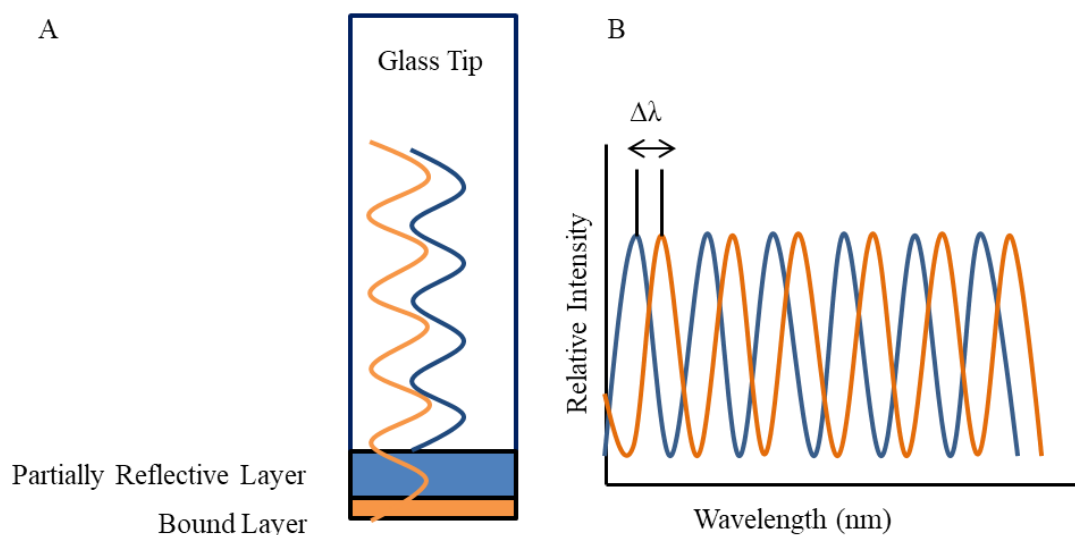 A
Glass Tip
Partially Reflective Layer
Bound Layer
B
Δλ
Relative Intensity
Wavelength (nm)